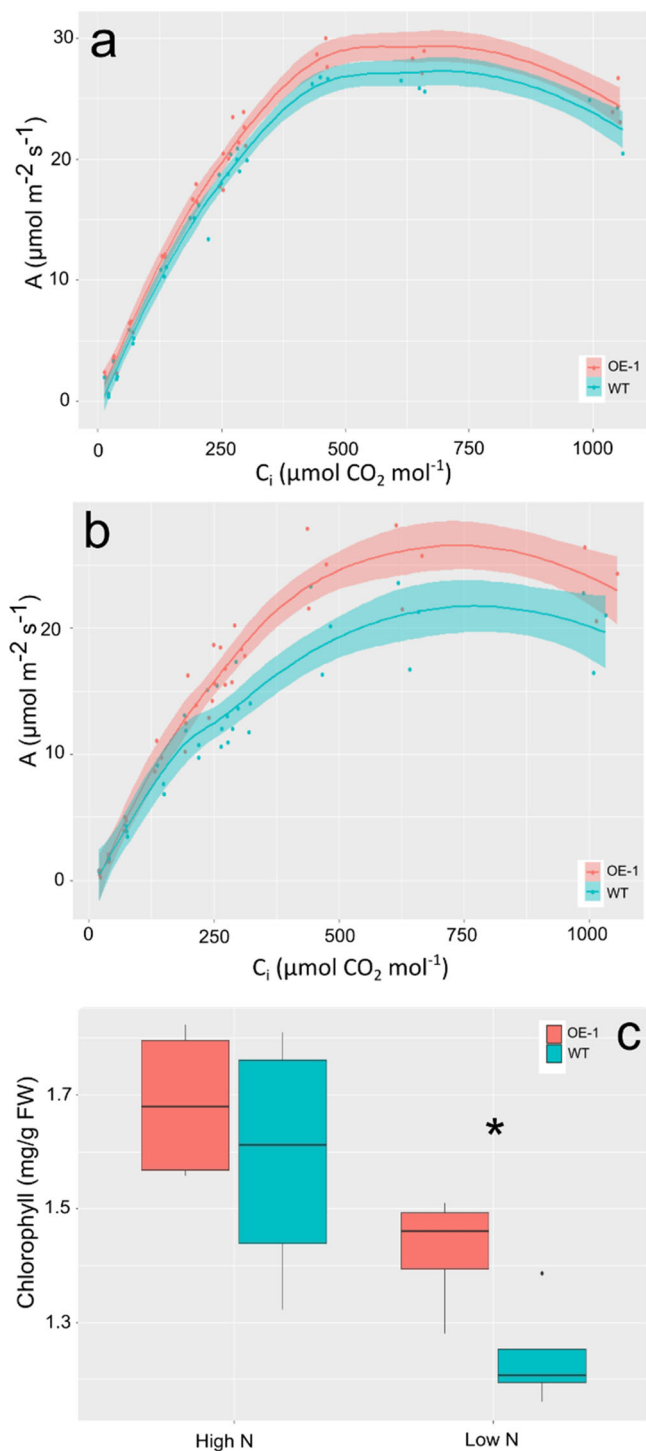 a
30
20
10
0
A (µmol m⁻² s⁻¹)
OE-1
WT
0 250 500 750 1000
Cᵢ (µmol CO₂ mol⁻¹)
b
20
10
0
A (µmol m⁻² s⁻¹)
OE-1
WT
0 250 500 750 1000
Cᵢ (µmol CO₂ mol⁻¹)
OE-1
WT
c
1.7
1.5
1.3
Chlorophyll (mg/g FW)
*
High N Low N